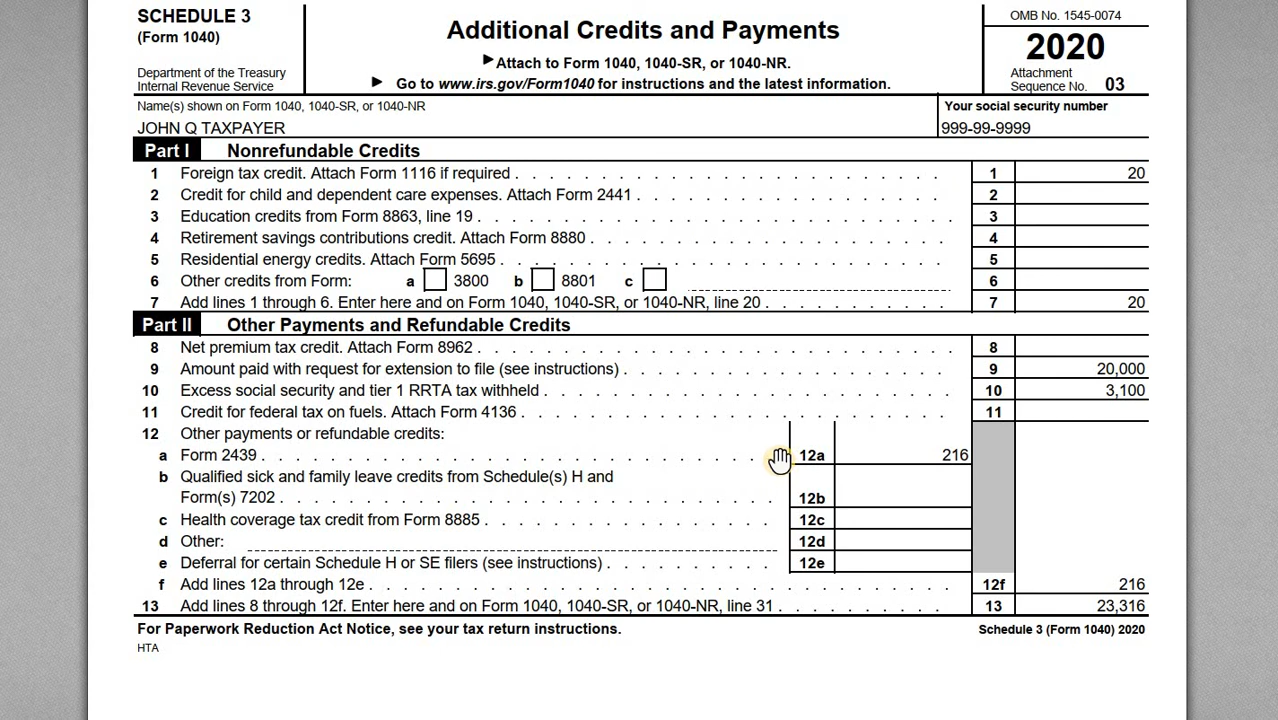 SCHEDULE 3
(Form 1040)
Department of the Treasury
Internal Revenue Service
Additional Credits and Payments
▶ Attach to Form 1040, 1040-SR, or 1040-NR.
▶ Go to www.irs.gov/Form1040 for instructions and the latest information.
OMB No. 1545-0074
2020
Attachment
Sequence No. 03
Name(s) shown on Form 1040, 1040-SR, or 1040-NR
JOHN Q TAXPAYER
Your social security number
999-99-9999
Part I Nonrefundable Credits
1 Foreign tax credit. Attach Form 1116 if required . . . . . . . . . . . . . . . . . . . . 1 20
2 Credit for child and dependent care expenses. Attach Form 2441 . . . . . . . . . . . . . . 2
3 Education credits from Form 8863, line 19 . . . . . . . . . . . . . . . . . . . . . . 3
4 Retirement savings contributions credit. Attach Form 8880 . . . . . . . . . . . . . . . . 4
5 Residential energy credits. Attach Form 5695 . . . . . . . . . . . . . . . . . . . . . 5
6 Other credits from Form: a 3800 b 8801 c 6
7 Add lines 1 through 6. Enter here and on Form 1040, 1040-SR, or 1040-NR, line 20 . . . . . . . . . 7 20
Part II Other Payments and Refundable Credits
8 Net premium tax credit. Attach Form 8962 . . . . . . . . . . . . . . . . . . . . . . 8
9 Amount paid with request for extension to file (see instructions) . . . . . . . . . . . . . . . 9 20,000
10 Excess social security and tier 1 RRTA tax withheld . . . . . . . . . . . . . . . . . . . 10 3,100
11 Credit for federal tax on fuels. Attach Form 4136 . . . . . . . . . . . . . . . . . . . . 11
12 Other payments or refundable credits:
a Form 2439 . . . . . . . . . . . . . . . . . . . . . . . . 12a 216
b Qualified sick and family leave credits from Schedule(s) H and
Form(s) 7202 . . . . . . . . . . . . . . . . . . . . . . . 12b
c Health coverage tax credit from Form 8885 . . . . . . . . . . . . . 12c
d Other: 12d
e Deferral for certain Schedule H or SE filers (see instructions) . . . . . . . . 12e
f Add lines 12a through 12e . . . . . . . . . . . . . . . . . . . . . . . . . . . 12f 216
13 Add lines 8 through 12f. Enter here and on Form 1040, 1040-SR, or 1040-NR, line 31 . . . . . . . . 13 23,316
For Paperwork Reduction Act Notice, see your tax return instructions.
Schedule 3 (Form 1040) 2020
HTA